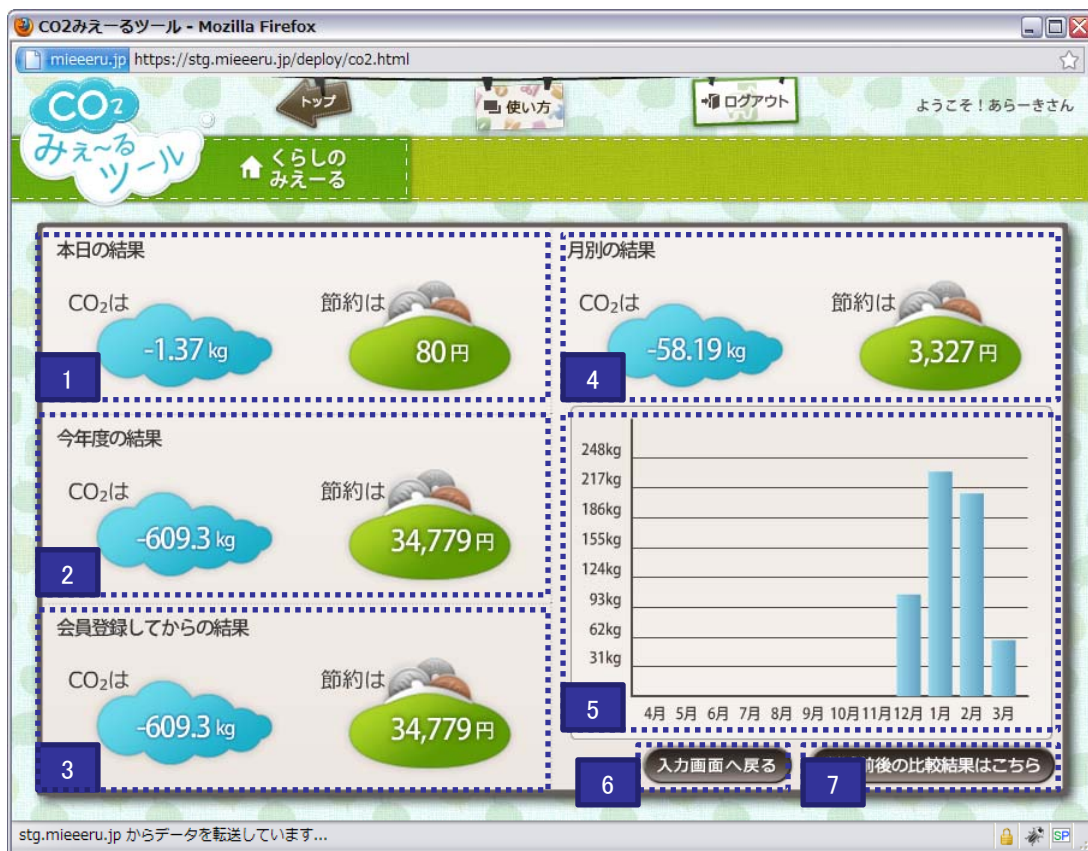 CO2みえーるツール - Mozilla Firefox
mieeeru.jp https://stg.mieeeru.jp/deploy/co2.html
トップ
使い方
ログアウト
ようこそ！あらーきさん
CO2
みえ～る
ツール
くらしの
みえーる
本日の結果
CO2は
節約は
-1.37 kg
80円
1
月別の結果
CO2は
節約は
-58.19 kg
3,327円
4
今年度の結果
CO2は
節約は
-609.3 kg
34,779円
2
会員登録してからの結果
CO2は
節約は
-609.3 kg
34,779円
3
248kg
217kg
186kg
155kg
124kg
93kg
62kg
31kg
4月 5月 6月 7月 8月 9月 10月 11月 12月 1月 2月 3月
5
6
入力画面へ戻る
7
前後の比較結果はこちら
stg.mieeeru.jp からデータを転送しています...
SP